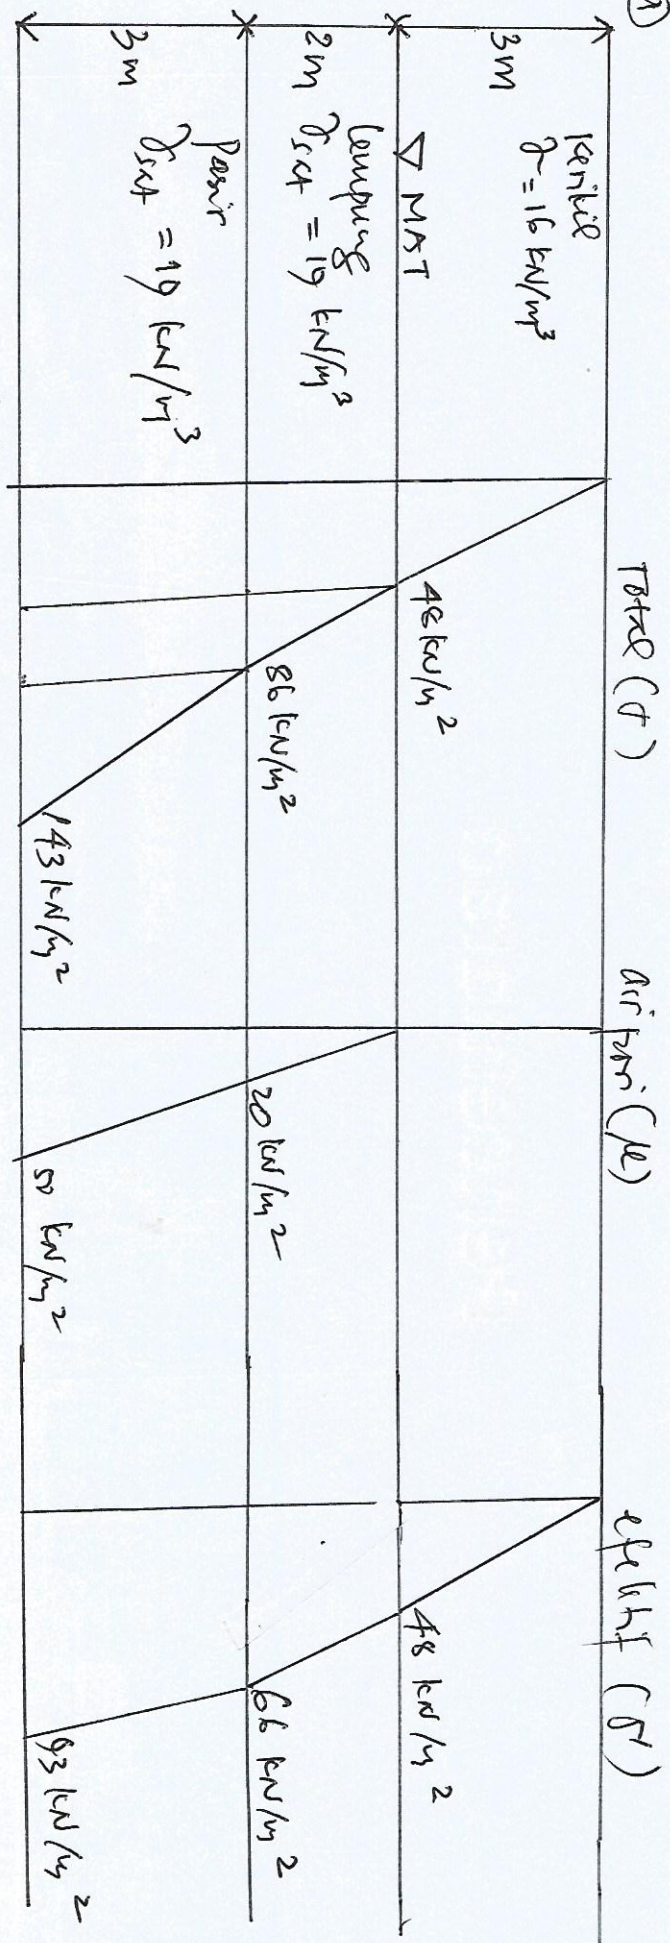 1
Total (σ)
air pori (μ)
efektif (σ')
3m
Kerikil
γ = 16 kN/m³
48 kN/m²
48 kN/m²
▽ MAT
2m
lempung
γsat = 19 kN/m³
86 kN/m²
20 kN/m²
66 kN/m²
3m
Pasir
γsat = 19 kN/m³
143 kN/m²
50 kN/m²
93 kN/m²